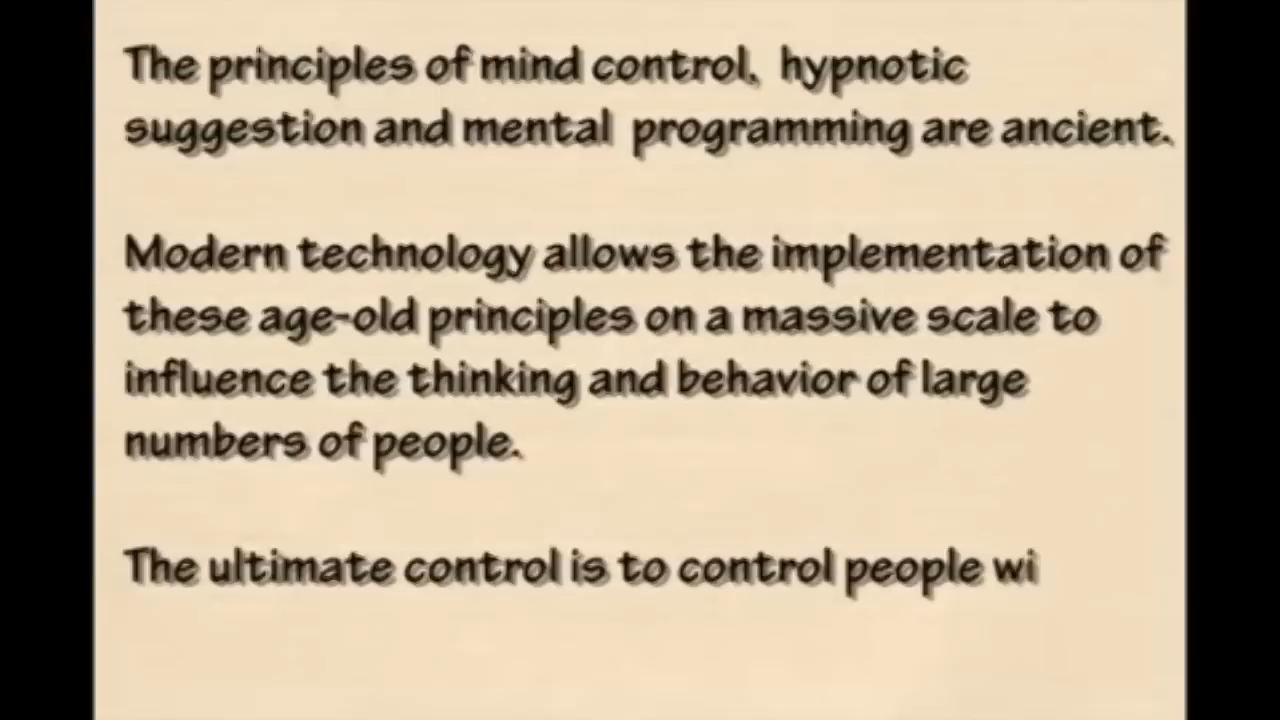 The principles of mind control, hypnotic
suggestion and mental programming are ancient.
Modern technology allows the implementation of
these age-old principles on a massive scale to
influence the thinking and behavior of large
numbers of people.
The ultimate control is to control people wi